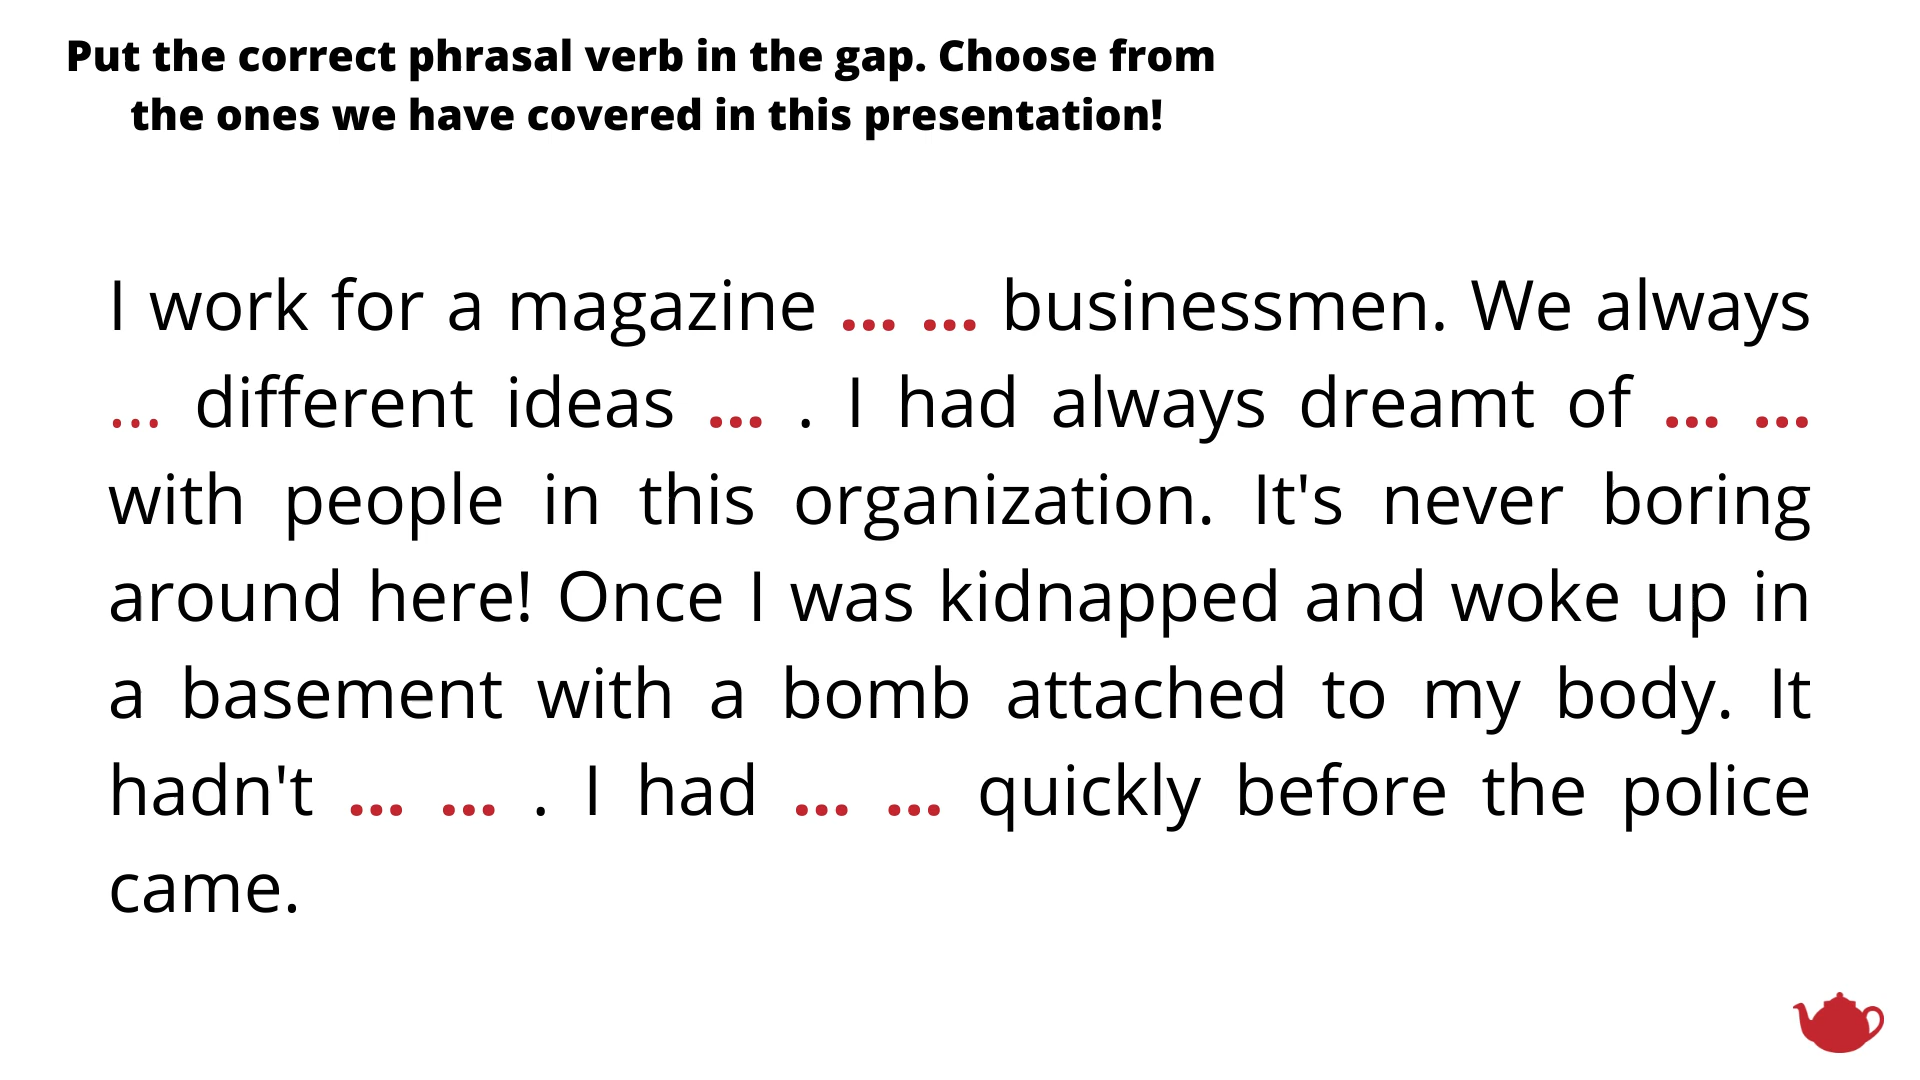 Put the correct phrasal verb in the gap. Choose from
the ones we have covered in this presentation!
I work for a magazine ... ... businessmen. We always
... different ideas ... . I had always dreamt of ... ...
with people in this organization. It's never boring
around here! Once I was kidnapped and woke up in
a basement with a bomb attached to my body. It
hadn't ... ... . I had ... ... quickly before the police
came.